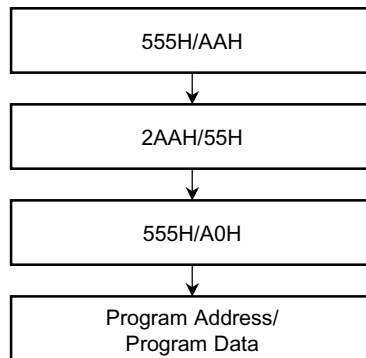 555H/AAH
2AAH/55H
555H/A0H
Program Address/
Program Data